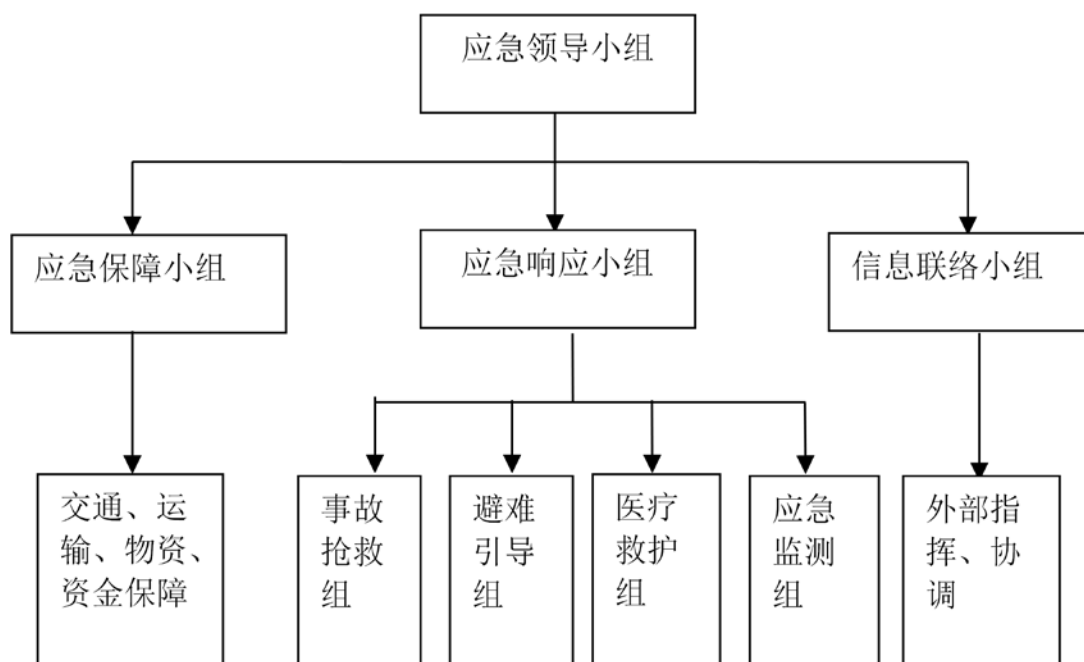 应急领导小组
应急保障小组
应急响应小组
信息联络小组
交通、运
输、物资、
资金保障
事故
抢救
组
避难
引导
组
医疗
救护
组
应急
监测
组
外部指
挥、协
调